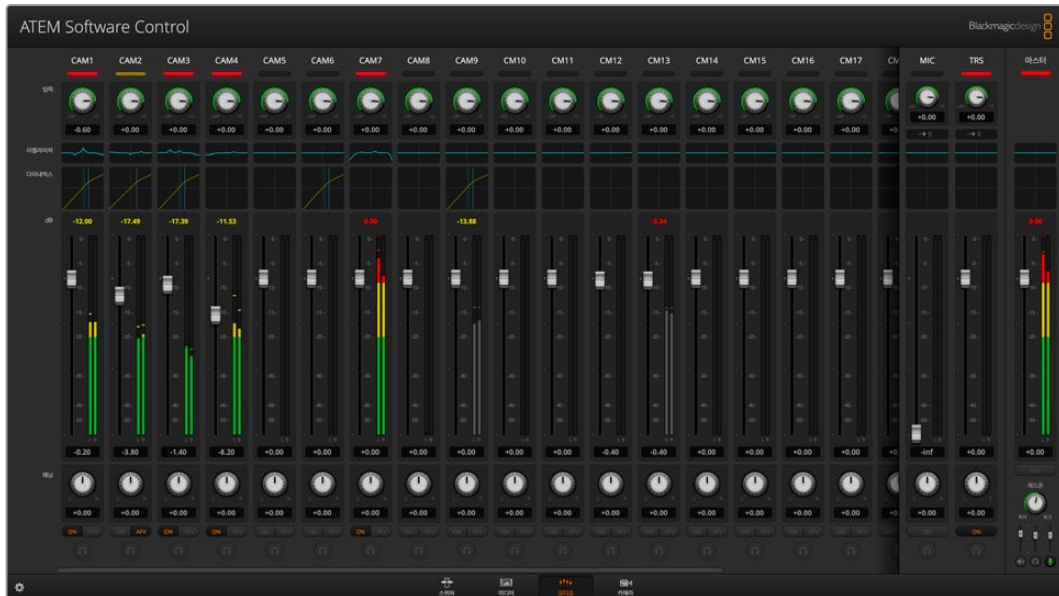 ATEM Software Control
Blackmagicdesign
CAM1 CAM2 CAM3 CAM4 CAM5 CAM6 CAM7 CAM8 CAM9 CM10 CM11 CM12 CM13 CM14 CM15 CM16 CM17 CM MIC TRS 마스터
입력
-0.60 +0.00 +0.00 +0.00 +0.00 +0.00 +0.00 +0.00 +0.00 +0.00 +0.00 +0.00 +0.00 +0.00 +0.00 +0.00 +0.00 +0.00 +0.00
이퀄라이저
다이내믹스
dB -12.00 -17.49 -17.39 -11.53 0.00 -13.88 -3.34 0.00
-0.20 -3.80 -1.40 -8.20 +0.00 +0.00 +0.00 +0.00 +0.00 +0.00 +0.00 -0.40 -0.40 +0.00 +0.00 +0.00 +0.00 -inf +0.00 +0.00
패닝
+0.00 +0.00 +0.00 +0.00 +0.00 +0.00 +0.00 +0.00 +0.00 +0.00 +0.00 +0.00 +0.00 +0.00 +0.00 +0.00 +0.00 +0.00 +0.00
헤드폰
ON AFV ON AFV ON AFV ON AFV ON AFV ON
스위처 미디어 오디오 카메라